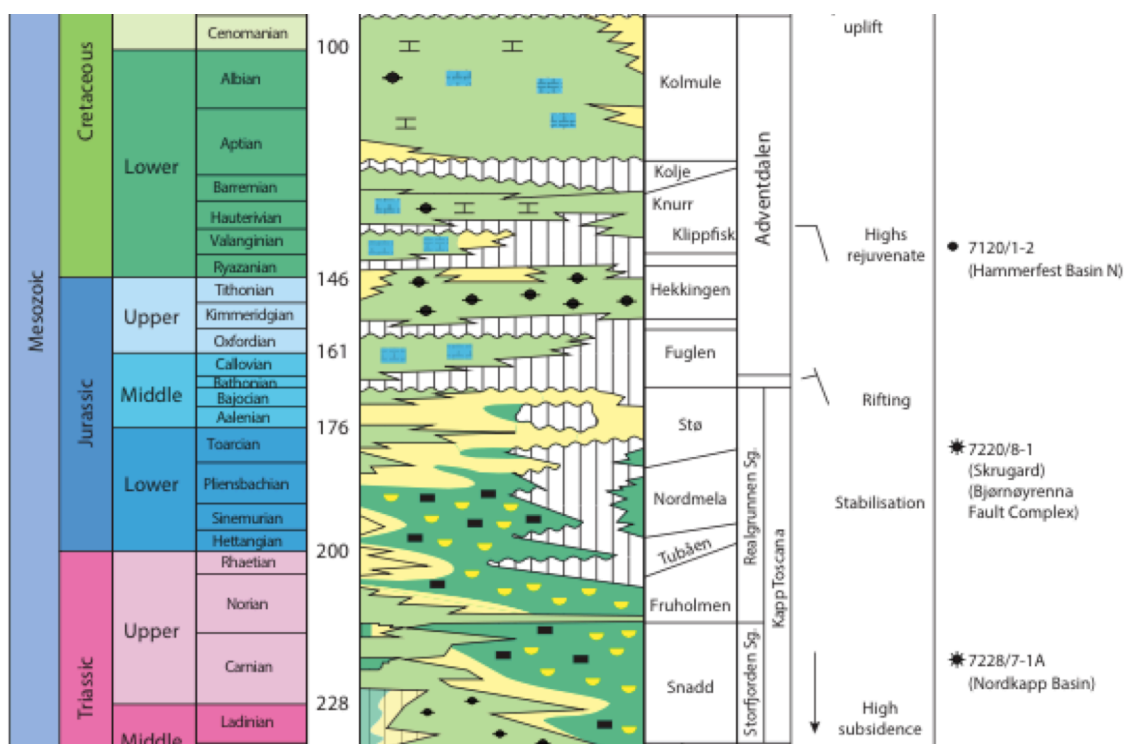 Mesozoic
Cretaceous
Jurassic
Triassic
Lower
Upper
Middle
Lower
Upper
Middle
Cenomanian
Albian
Aptian
Barremian
Hauterivian
Valanginian
Ryazanian
Tithonian
Kimmeridgian
Oxfordian
Callovian
Bathonian
Bajocian
Aalenian
Toarcian
Pliensbachian
Sinemurian
Hettangian
Rhaetian
Norian
Carnian
Ladinian
100
146
161
176
200
228
Kolmule
Kolje
Knurr
Klippfisk
Hekkingen
Fuglen
Stø
Nordmela
Tubåen
Fruholmen
Snadd
Adventdalen
Realgrunnen Sg.
Storfjorden Sg.
Kapp Toscana
uplift
Highs
rejuvenate
Rifting
Stabilisation
High
subsidence
7120/1-2
(Hammerfest Basin N)
7220/8-1
(Skrugard)
(Bjørnøyrenna
Fault Complex)
7228/7-1A
(Nordkapp Basin)